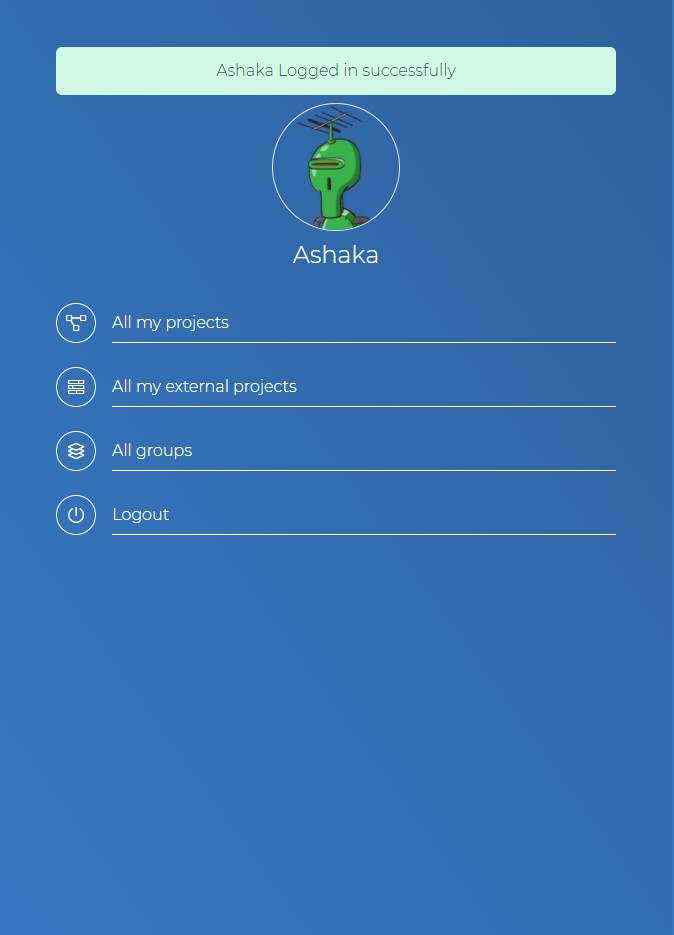 Ashaka Logged in successfully
Ashaka
All my projects
All my external projects
All groups
Logout